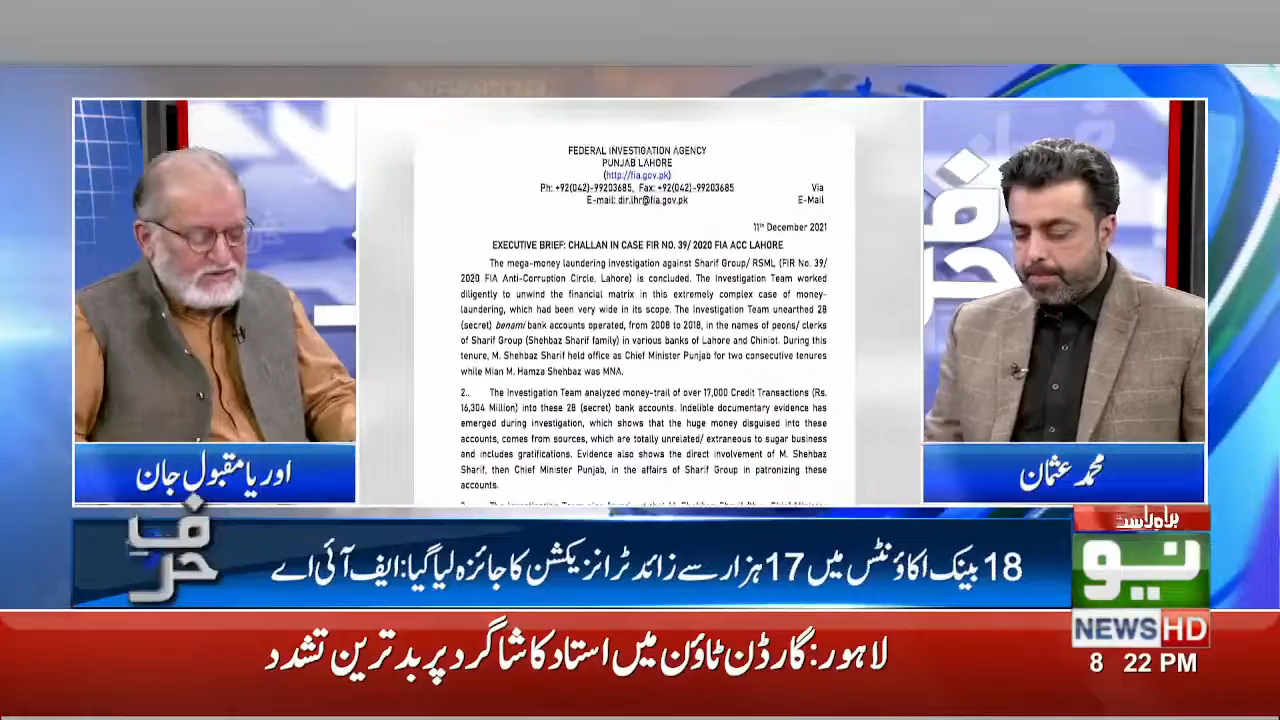 FEDERAL INVESTIGATION AGENCY
PUNJAB LAHORE
(http://fia.gov.pk)
Ph: +92(042)-99203685, Fax: +92(042)-99203685 Via
E-mail: dir.lhr@fia.gov.pk E-Mail
11th December 2021
EXECUTIVE BRIEF: CHALLAN IN CASE FIR NO. 39/ 2020 FIA ACC LAHORE
The mega-money laundering investigation against Sharif Group/ RSML (FIR No. 39/
2020 FIA Anti-Corruption Circle, Lahore) is concluded. The Investigation Team worked
diligently to unwind the financial matrix in this extremely complex case of money-
laundering, which had been very wide in its scope. The Investigation Team unearthed 28
(secret) benami bank accounts operated, from 2008 to 2018, in the names of peons/ clerks
of Sharif Group (Shehbaz Sharif family) in various banks of Lahore and Chiniot. During this
tenure, M. Shehbaz Sharif held office as Chief Minister Punjab for two consecutive tenures
while Mian M. Hamza Shehbaz was MNA.
2.. The Investigation Team analyzed money-trail of over 17,000 Credit Transactions (Rs.
16,304 Million) into these 28 (secret) bank accounts. Indelible documentary evidence has
emerged during investigation, which shows that the huge money disguised into these
accounts, comes from sources, which are totally unrelated/ extraneous to sugar business
and includes gratifications. Evidence also shows the direct involvement of M. Shehbaz
Sharif, then Chief Minister Punjab, in the affairs of Sharif Group in patronizing these
accounts.
محمد عثمان
اوریا مقبول جان
حرفِ
براہِ راست
18 بینک اکاؤنٹس میں 17 ہزار سے زائد ٹرانزیکشن کا جائزہ لیا گیا: ایف آئی اے
نیو
NEWS HD
لاہور: گارڈن ٹاؤن میں استاد کا شاگرد پر بدترین تشدد
8 22 PM